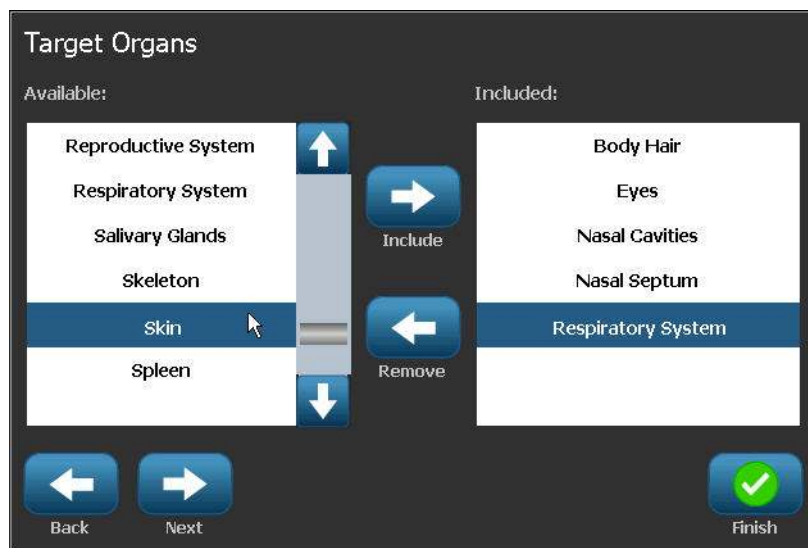 Target Organs
Available:
Included:
Reproductive System
Respiratory System
Salivary Glands
Skeleton
Skin
Spleen
Include
Remove
Body Hair
Eyes
Nasal Cavities
Nasal Septum
Respiratory System
Back
Next
Finish